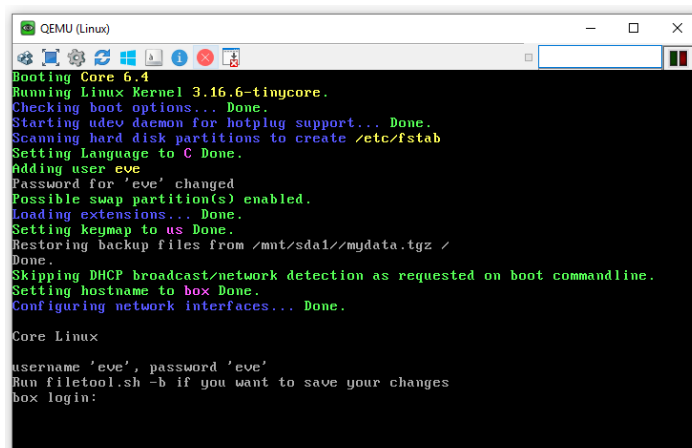 QEMU (Linux)
Booting Core 6.4
Running Linux Kernel 3.16.6-tinycore.
Checking boot options... Done.
Starting udev daemon for hotplug support... Done.
Scanning hard disk partitions to create /etc/fstab
Setting Language to C Done.
Adding user eve
Password for 'eve' changed
Possible swap partition(s) enabled.
Loading extensions... Done.
Setting keymap to us Done.
Restoring backup files from /mnt/sda1//mydata.tgz /
Done.
Skipping DHCP broadcast/network detection as requested on boot commandline.
Setting hostname to box Done.
Configuring network interfaces... Done.
Core Linux
username 'eve', password 'eve'
Run filetool.sh -b if you want to save your changes
box login: